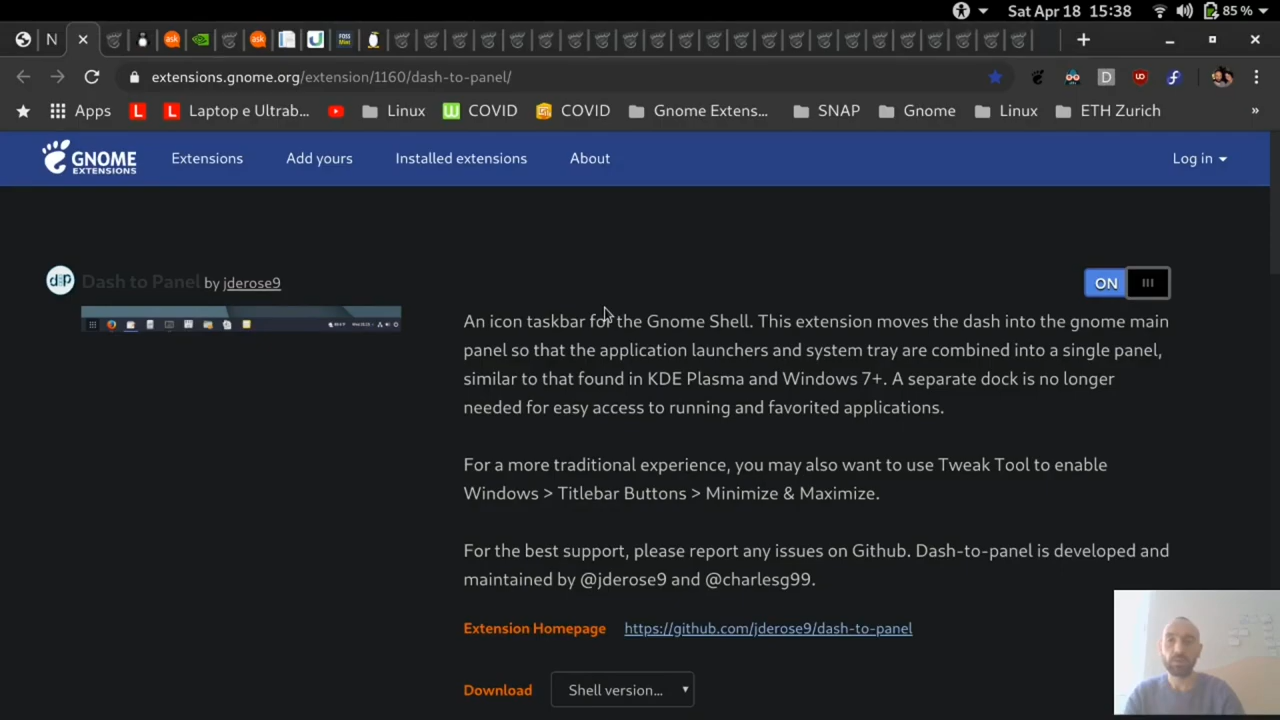 Sat Apr 18 15:38
85 %
N
extensions.gnome.org/extension/1160/dash-to-panel/
Apps
Laptop e Ultrab...
Linux
COVID
COVID
Gnome Extens...
SNAP
Gnome
Linux
ETH Zurich
»
GNOME
EXTENSIONS
Extensions
Add yours
Installed extensions
About
Log in
Dash to Panel by jderose9
ON
An icon taskbar for the Gnome Shell. This extension moves the dash into the gnome main
panel so that the application launchers and system tray are combined into a single panel,
similar to that found in KDE Plasma and Windows 7+. A separate dock is no longer
needed for easy access to running and favorited applications.
For a more traditional experience, you may also want to use Tweak Tool to enable
Windows > Titlebar Buttons > Minimize & Maximize.
For the best support, please report any issues on Github. Dash-to-panel is developed and
maintained by @jderose9 and @charlesg99.
Extension Homepage
https://github.com/jderose9/dash-to-panel
Download
Shell version...